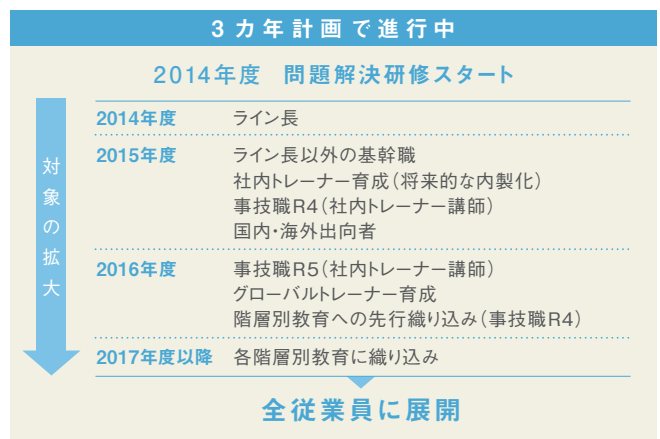 3カ年計画で進行中
2014年度 問題解決研修スタート
対象の拡大
2014年度 ライン長
2015年度 ライン長以外の基幹職
社内トレーナー育成(将来的な内製化)
事技職R4(社内トレーナー講師)
国内・海外出向者
2016年度 事技職R5(社内トレーナー講師)
グローバルトレーナー育成
階層別教育への先行織り込み(事技職R4)
2017年度以降 各階層別教育に織り込み
全従業員に展開